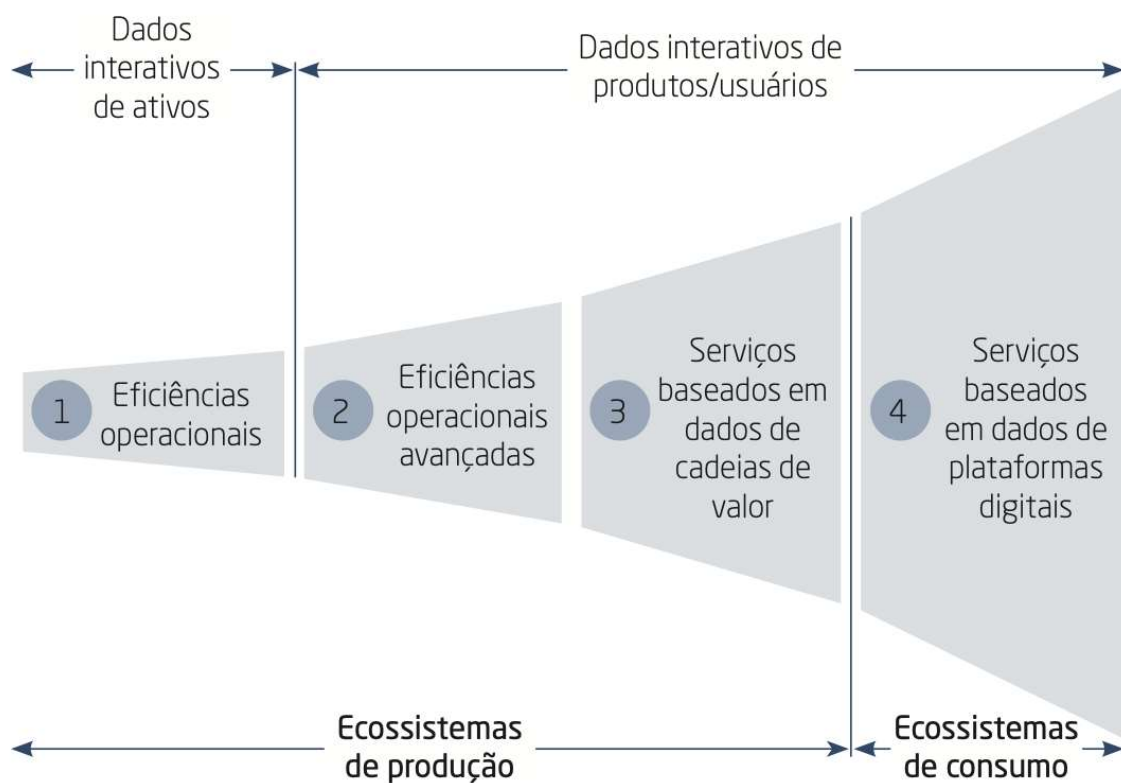 Dados
interativos
de ativos
Dados interativos de
produtos/usuários
1
Eficiências
operacionais
2
Eficiências
operacionais
avançadas
3
Serviços
baseados em
dados de
cadeias de
valor
4
Serviços
baseados
em dados de
plataformas
digitais
Ecossistemas
de produção
Ecossistemas
de consumo